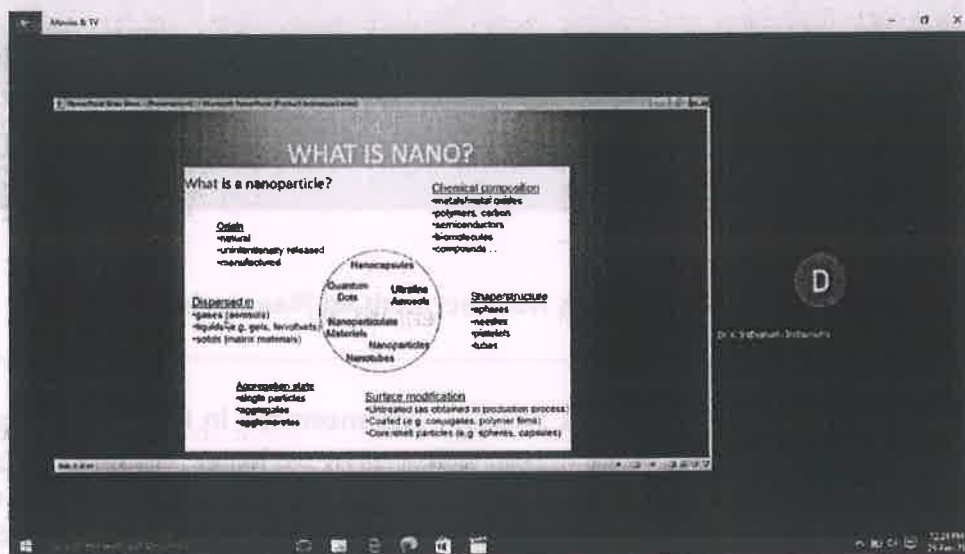 Movies & TV
WHAT IS NANO?
What is a nanoparticle?
Chemical composition
•metals/metal oxides
•polymers, carbon
•semiconductors
•biomolecules
•compounds ..
Origin
•natural
•unintentionally released
•manufactured
Nanocapsules
Quantum
Dots
Ultrafine
Aerosols
Nanoparticulate
Materials
Nanoparticles
Nanotubes
Dispersed in
•gases (aerosols)
•liquids (e.g. gels, ferrofluids)
•solids (matrix materials)
Shape/structure
•spheres
•needles
•platelets
•tubes
Aggregation state
•single particles
•aggregates
•agglomerates
Surface modification
•Untreated (as obtained in production process)
•Coated (e.g. conjugates, polymer films)
•Core/shell particles (e.g. spheres, capsules)
D